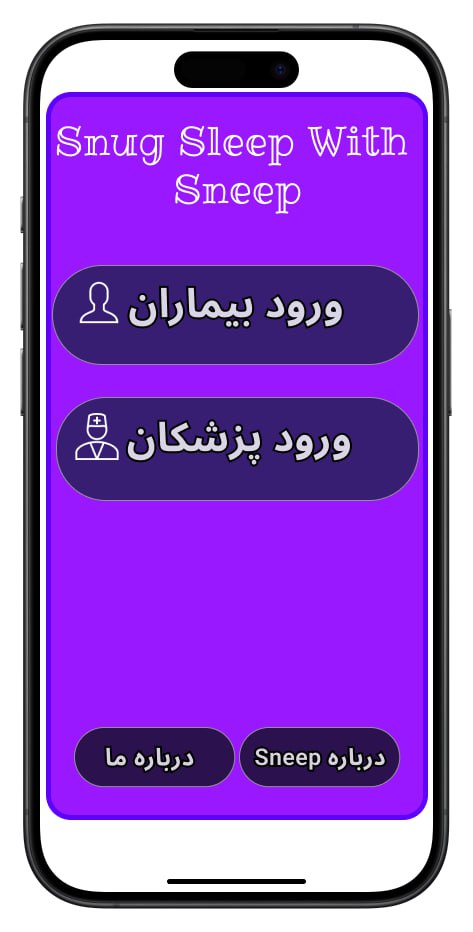 Snug Sleep With
Sneep
ورود بیماران
ورود پزشکان
درباره Sneep
درباره ما